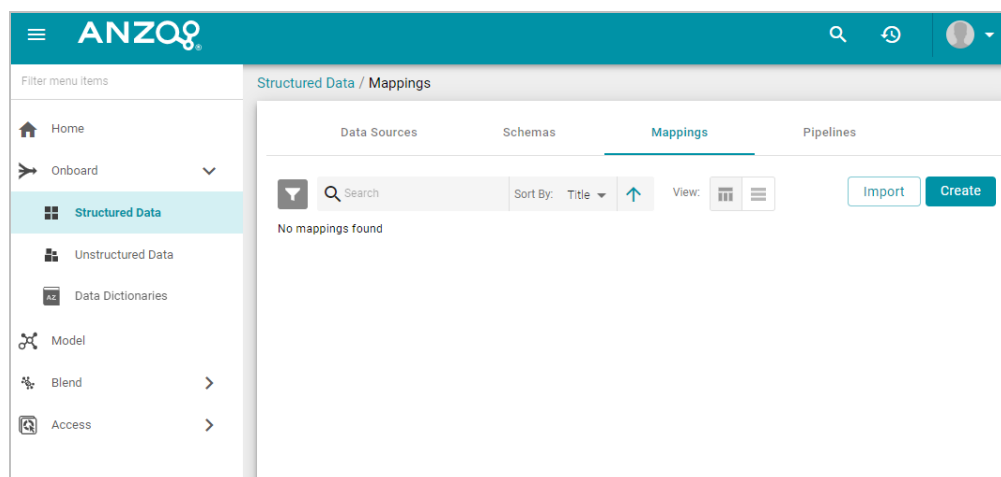 ANZO®
Filter menu items
Home
Onboard
Structured Data
Unstructured Data
AZ Data Dictionaries
Model
Blend
Access
Structured Data / Mappings
Data Sources Schemas Mappings Pipelines
Search Sort By: Title View: Import Create
No mappings found